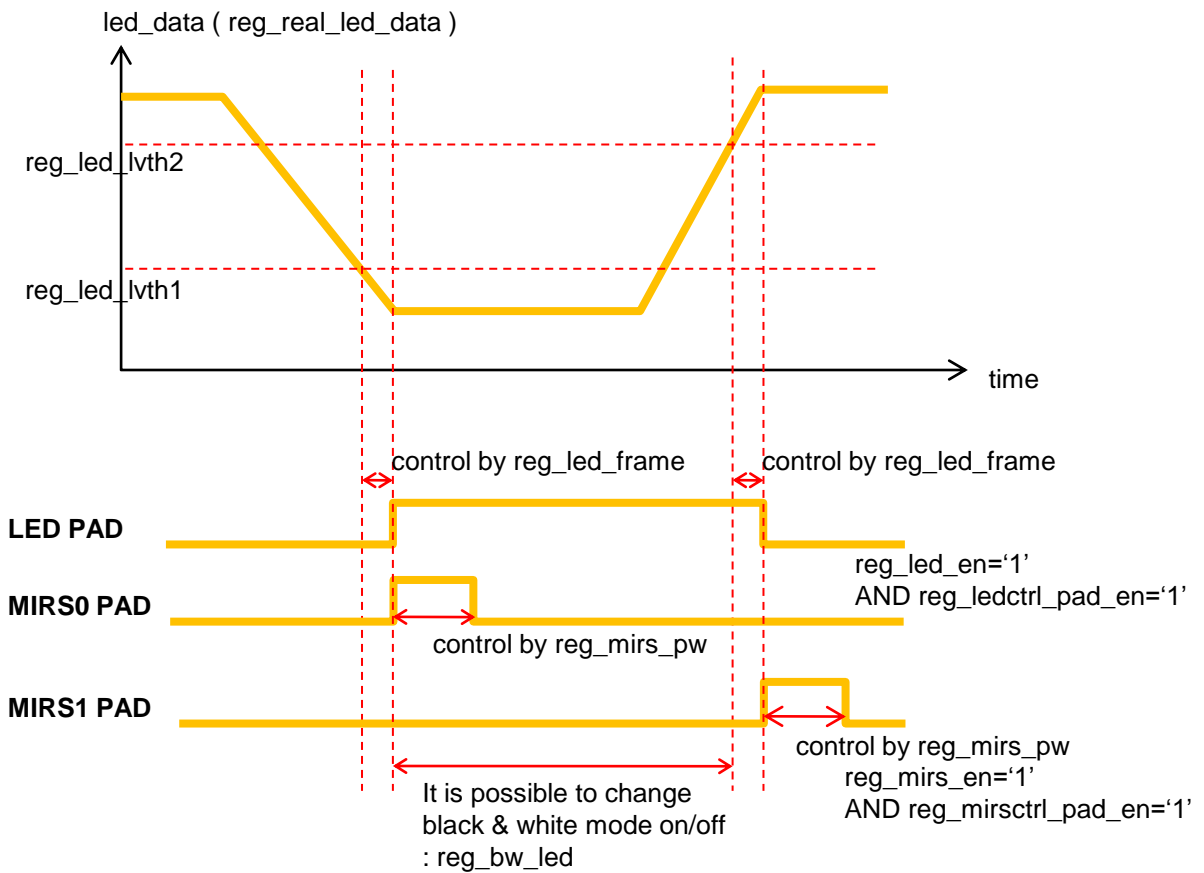 led_data ( reg_real_led_data )
reg_led_lvth2
reg_led_lvth1
time
control by reg_led_frame
control by reg_led_frame
LED PAD
reg_led_en=‘1’
AND reg_ledctrl_pad_en=‘1’
MIRS0 PAD
control by reg_mirs_pw
MIRS1 PAD
control by reg_mirs_pw
reg_mirs_en=‘1’
AND reg_mirsctrl_pad_en=‘1’
It is possible to change
black & white mode on/off
: reg_bw_led